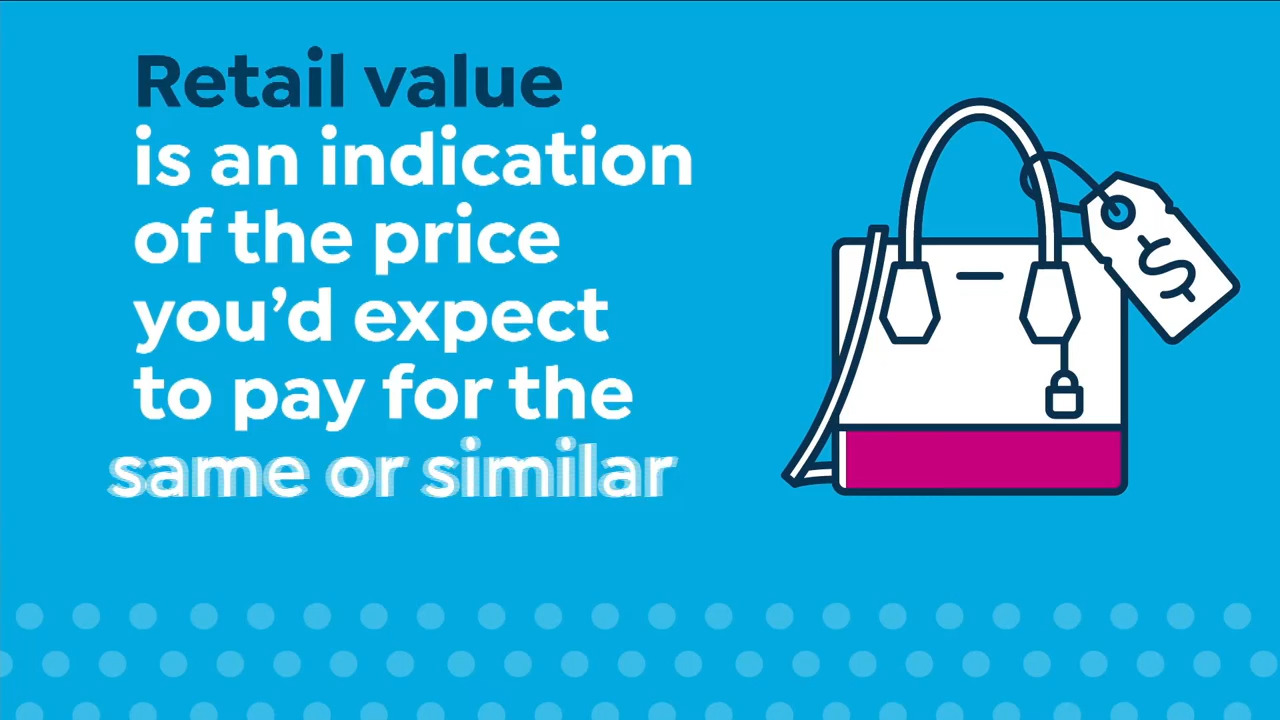 Retail value
is an indication
of the price
you’d expect
to pay for the
same or similar
$